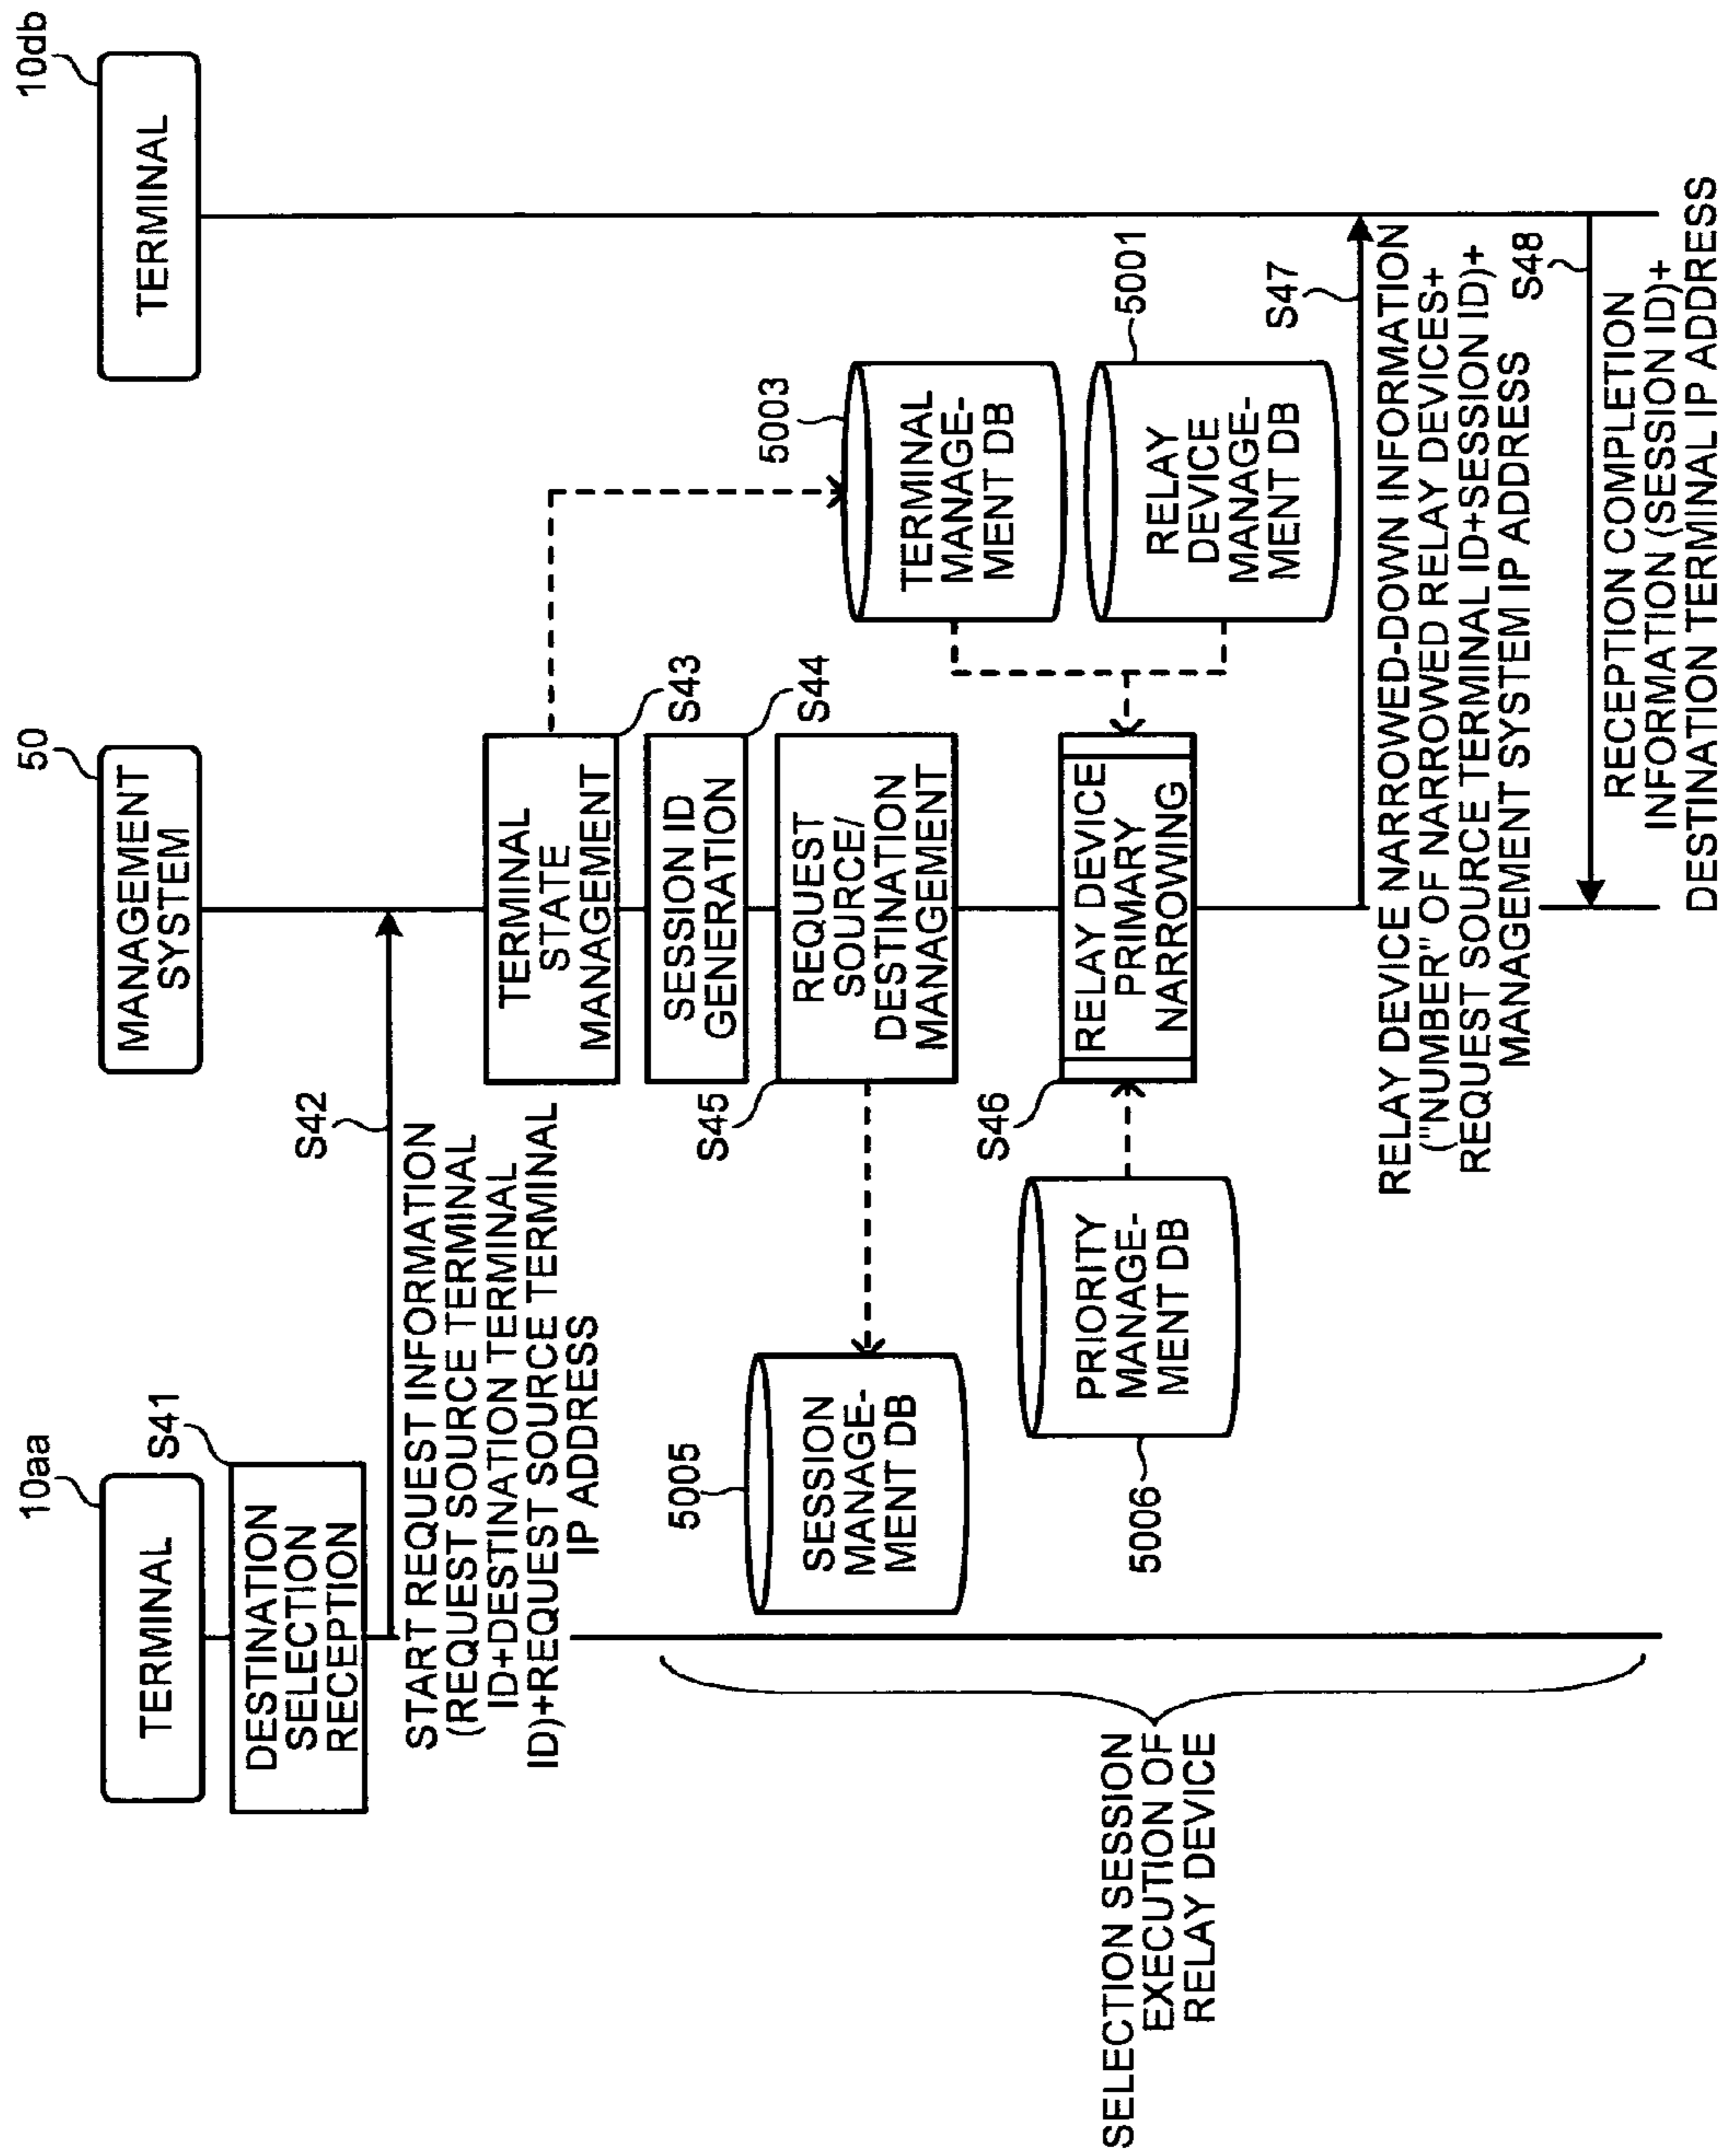 10aa
TERMINAL
50
MANAGEMENT
SYSTEM
10db
TERMINAL
S41
DESTINATION
SELECTION
RECEPTION
S42
START REQUEST INFORMATION
(REQUEST SOURCE TERMINAL
ID+DESTINATION TERMINAL
ID)+REQUEST SOURCE TERMINAL
IP ADDRESS
TERMINAL
STATE
MANAGEMENT
S43
SESSION ID
GENERATION
S44
S45
REQUEST
SOURCE/
DESTINATION
MANAGEMENT
5005
SESSION
MANAGE-
MENT DB
5003
TERMINAL
MANAGE-
MENT DB
5001
RELAY
DEVICE
MANAGE-
MENT DB
S46
RELAY DEVICE
PRIMARY
NARROWING
5006
PRIORITY
MANAGE-
MENT DB
SELECTION SESSION
EXECUTION OF
RELAY DEVICE
S47
RELAY DEVICE NARROWED-DOWN INFORMATION
("NUMBER" OF NARROWED RELAY DEVICES+
REQUEST SOURCE TERMINAL ID+SESSION ID)+
MANAGEMENT SYSTEM IP ADDRESS
S48
RECEPTION COMPLETION
INFORMATION (SESSION ID)+
DESTINATION TERMINAL IP ADDRESS